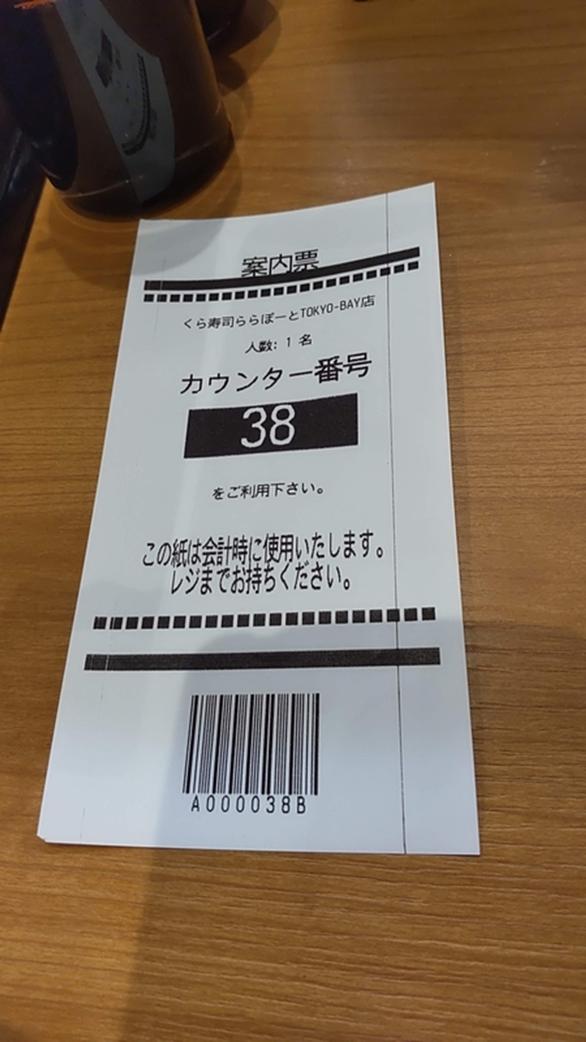 案内票
くら寿司ららぽーとTOKYO-BAY店
人数: 1 名
カウンター番号
38
をご利用下さい。
この紙は会計時に使用いたします。
レジまでお持ちください。
A000038B